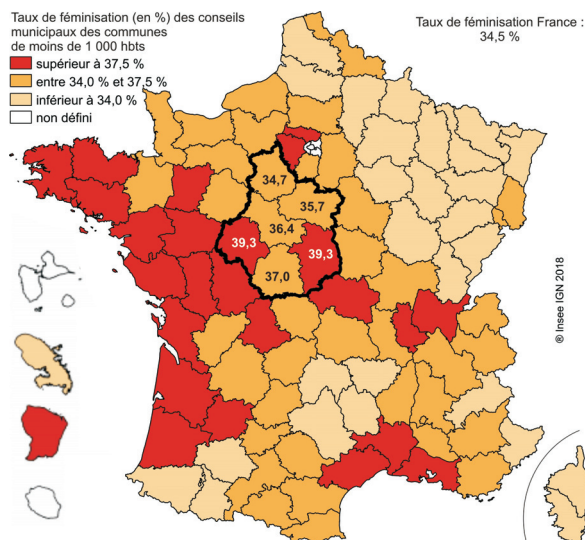 Taux de féminisation (en %) des conseils
municipaux des communes
de moins de 1 000 hbts
supérieur à 37,5 %
entre 34,0 % et 37,5 %
inférieur à 34,0 %
non défini
Taux de féminisation France :
34,5 %
34,7
35,7
36,4
39,3
39,3
37,0
® Insee IGN 2018